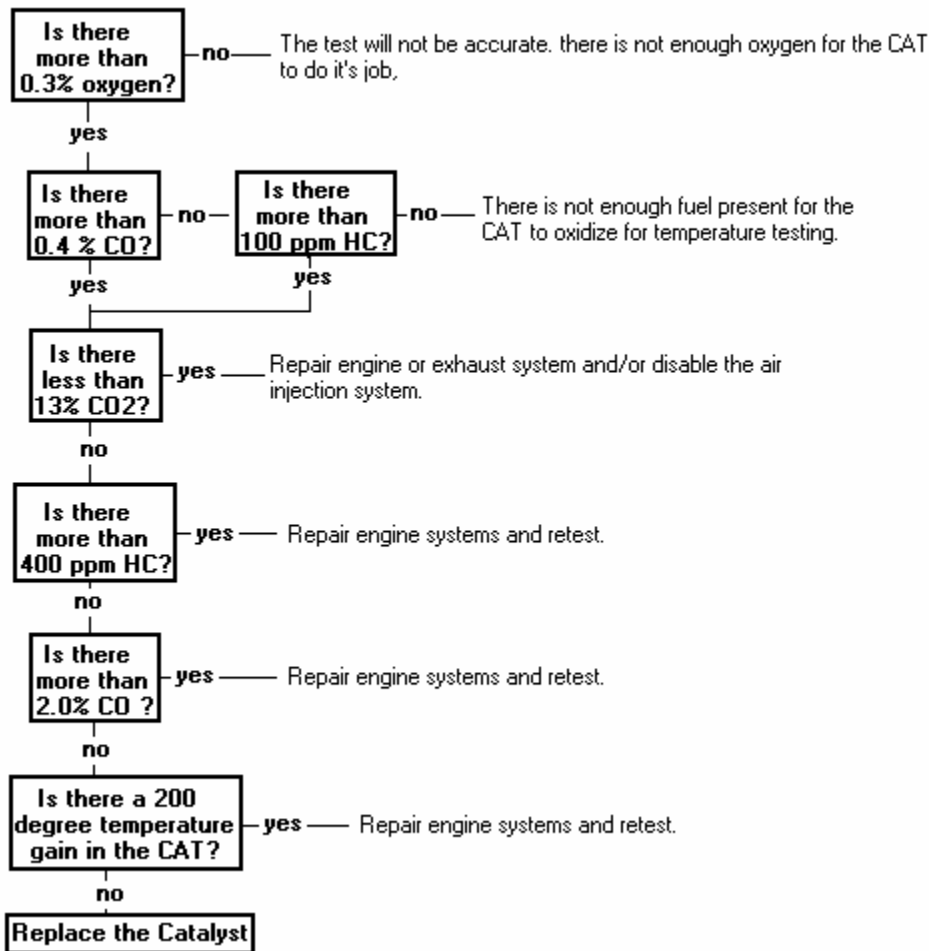 Is there
more than
0.3% oxygen?
no
The test will not be accurate. there is not enough oxygen for the CAT
to do it's job,
yes
Is there
more than
0.4 % CO?
no
Is there
more than
100 ppm HC?
no
There is not enough fuel present for the
CAT to oxidize for temperature testing.
yes
yes
Is there
less than
13% CO2?
yes
Repair engine or exhaust system and/or disable the air
injection system.
no
Is there
more than
400 ppm HC?
yes
Repair engine systems and retest.
no
Is there
more than
2.0% CO ?
yes
Repair engine systems and retest.
no
Is there a 200
degree temperature
gain in the CAT?
yes
Repair engine systems and retest.
no
Replace the Catalyst